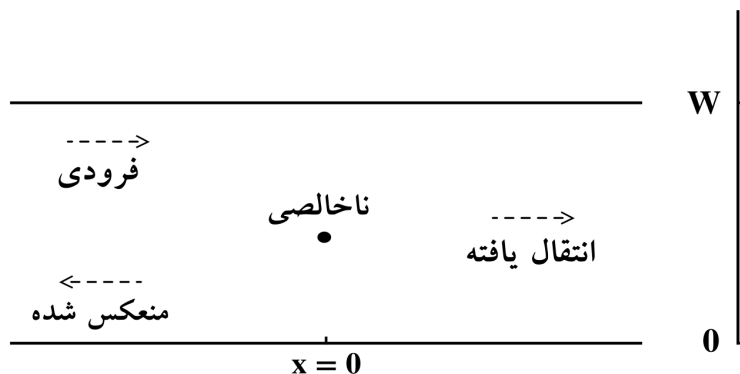 W
فرودی
ناخالصی
انتقال یافته
منعکس شده
0
x = 0